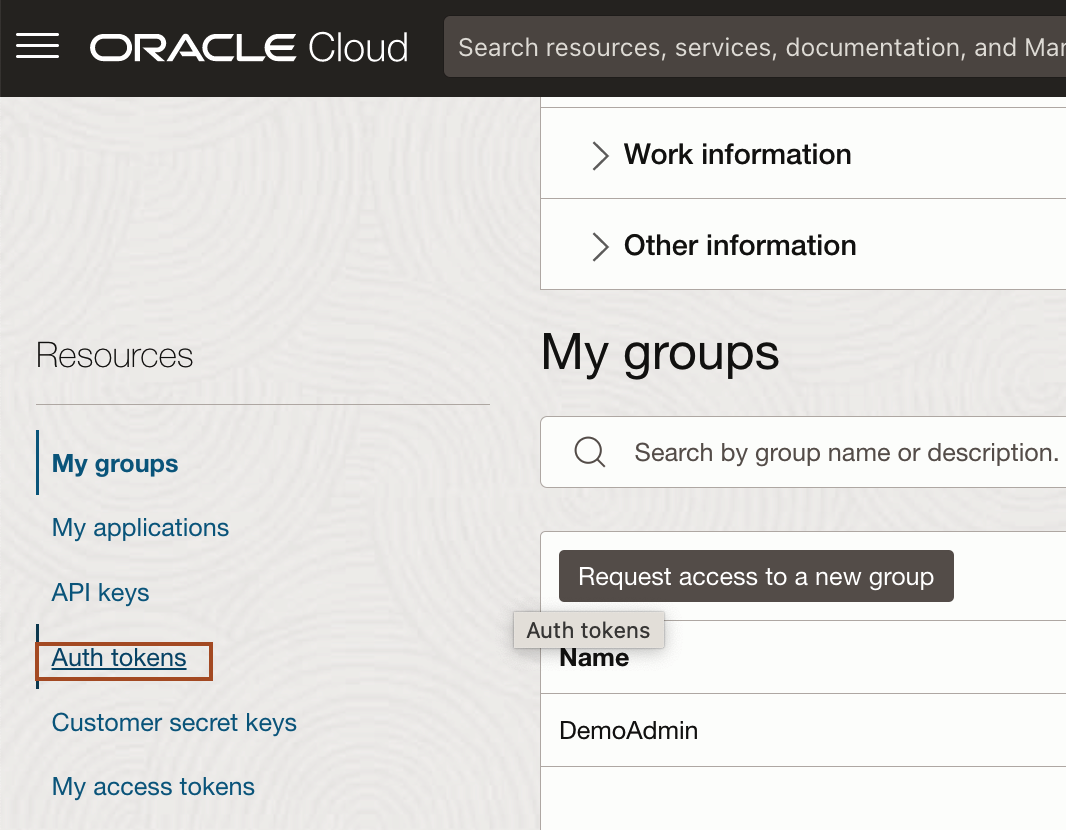 ORACLE Cloud
Search resources, services, documentation, and Mar
Work information
Other information
Resources
My groups
My applications
API keys
Auth tokens
Customer secret keys
My access tokens
My groups
Search by group name or description.
Request access to a new group
Auth tokens
Name
DemoAdmin